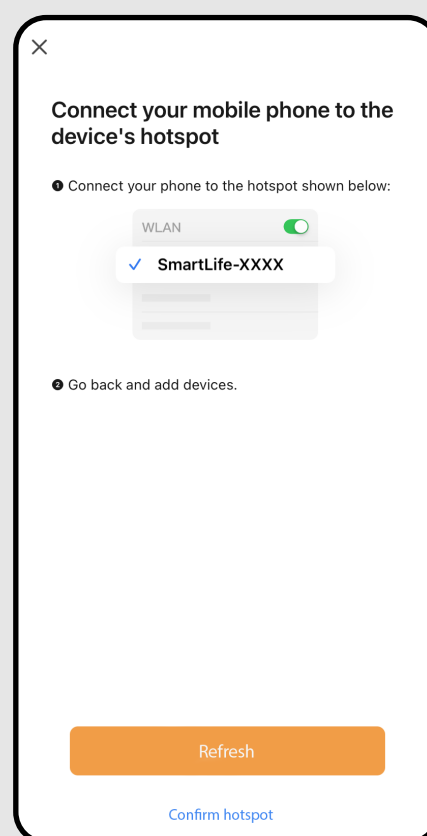 Connect your mobile phone to the
device's hotspot
❶ Connect your phone to the hotspot shown below:
WLAN
✓ SmartLife-XXXX
❷ Go back and add devices.
Refresh
Confirm hotspot